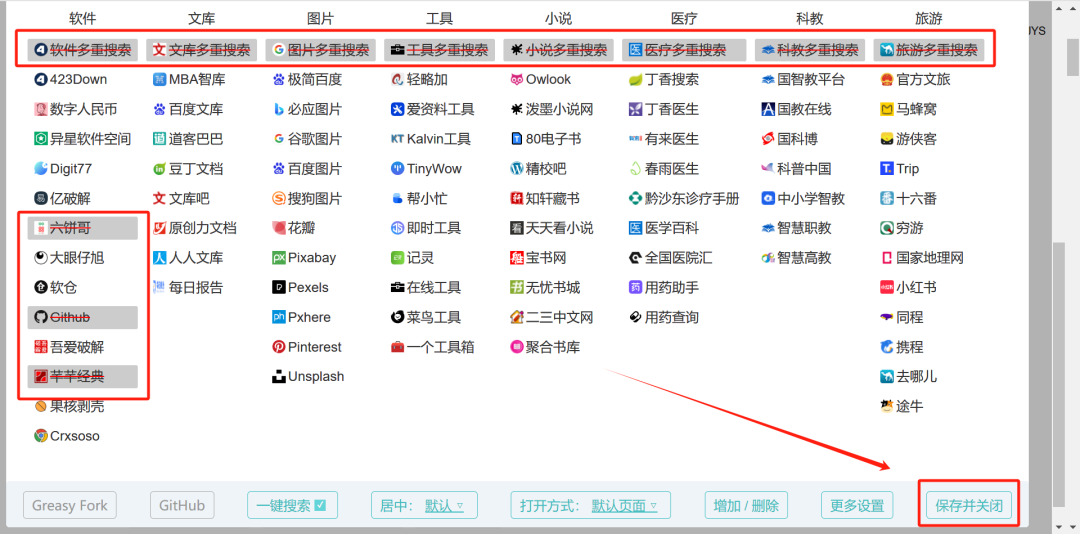 软件 文库 图片 工具 小说 医疗 科教 旅游
JYS
软件多重搜索 文库多重搜索 图片多重搜索 工具多重搜索 小说多重搜索 医疗多重搜索 科教多重搜索 旅游多重搜索
423Down MBA智库 极简百度 轻略加 Owlook 丁香搜索 国智教平台 官方文旅
数字人民币 百度文库 必应图片 爱资料工具 泼墨小说网 丁香医生 国教在线 马蜂窝
异星软件空间 道客巴巴 谷歌图片 Kalvin工具 80电子书 有来医生 国科博 游侠客
Digit77 豆丁文档 百度图片 TinyWow 精校吧 春雨医生 科普中国 Trip
亿破解 文库吧 搜狗图片 帮小忙 知轩藏书 黔沙东诊疗手册 中小学智教 十六番
六饼哥 原创力文档 花瓣 即时工具 天天看小说 医学百科 智慧职教 穷游
大眼仔旭 人人文库 Pixabay 记灵 宝书网 全国医院汇 智慧高教 国家地理网
软仓 每日报告 Pexels 在线工具 无忧书城 用药助手 小红书
Github Pxhere 菜鸟工具 二三中文网 用药查询 同程
吾爱破解 Pinterest 一个工具箱 聚合书库 携程
芊芊经典 Unsplash 去哪儿
果核剥壳 途牛
Crxsoso
Greasy Fork GitHub 一键搜索 居中： 默认 ▿ 打开方式： 默认页面 ▿ 增加 / 删除 更多设置 保存并关闭